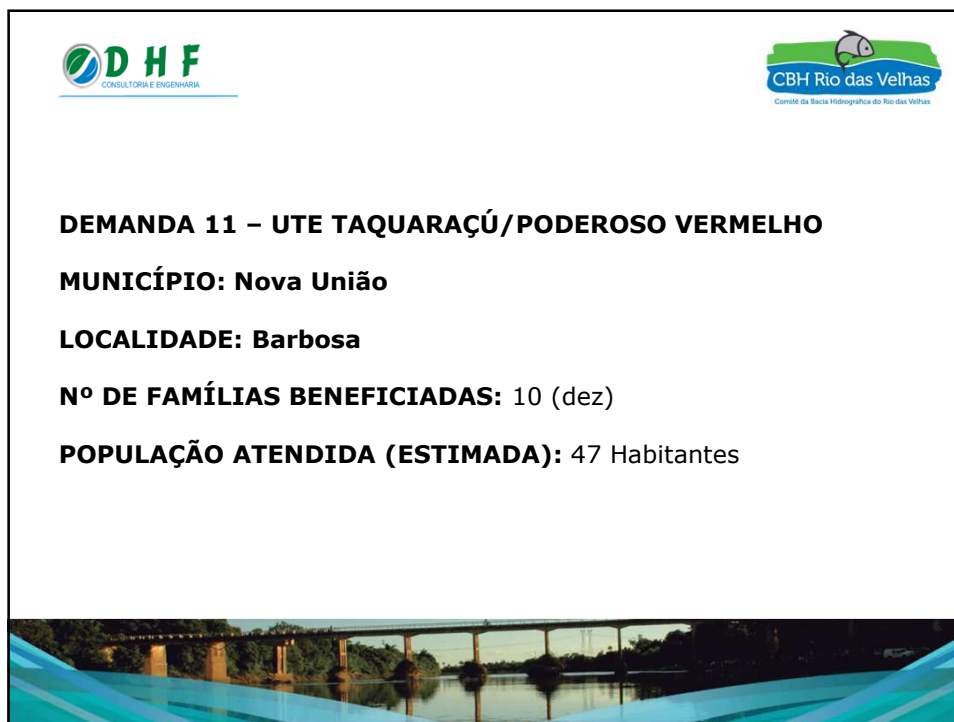 D H F
CONSULTORIA E ENGENHARIA
CBH Rio das Velhas
Comitê da Bacia Hidrográfica do Rio das Velhas
DEMANDA 11 – UTE TAQUARAÇÚ/PODEROSO VERMELHO
MUNICÍPIO: Nova União
LOCALIDADE: Barbosa
Nº DE FAMÍLIAS BENEFICIADAS: 10 (dez)
POPULAÇÃO ATENDIDA (ESTIMADA): 47 Habitantes